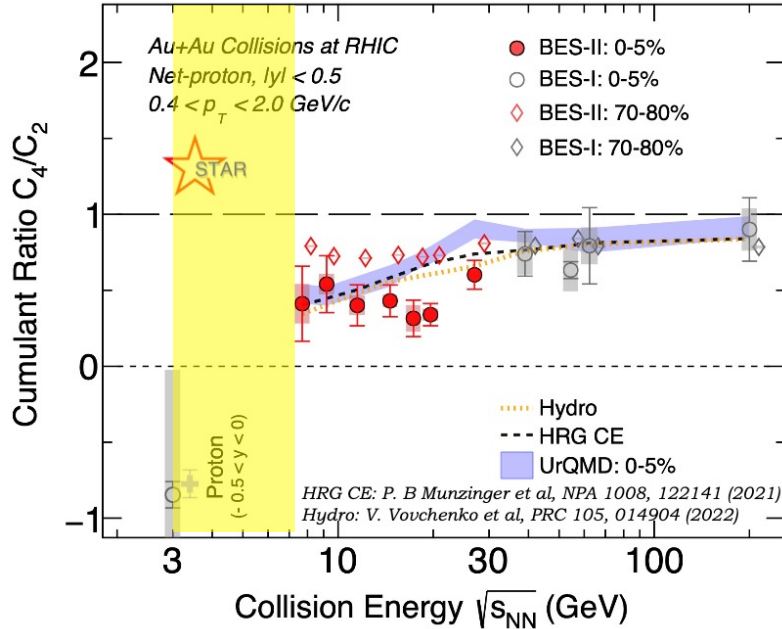 Au+Au Collisions at RHIC
Net-proton, |y| < 0.5
0.4 < p_T < 2.0 GeV/c
STAR
BES-II: 0-5%
BES-I: 0-5%
BES-II: 70-80%
BES-I: 70-80%
Cumulant Ratio C₄/C₂
2
1
0
−1
Proton
(- 0.5 < y < 0)
Hydro
HRG CE
UrQMD: 0-5%
HRG CE: P. B Munzinger et al, NPA 1008, 122141 (2021)
Hydro: V. Vovchenko et al, PRC 105, 014904 (2022)
3 10 30 100
Collision Energy √s_NN (GeV)